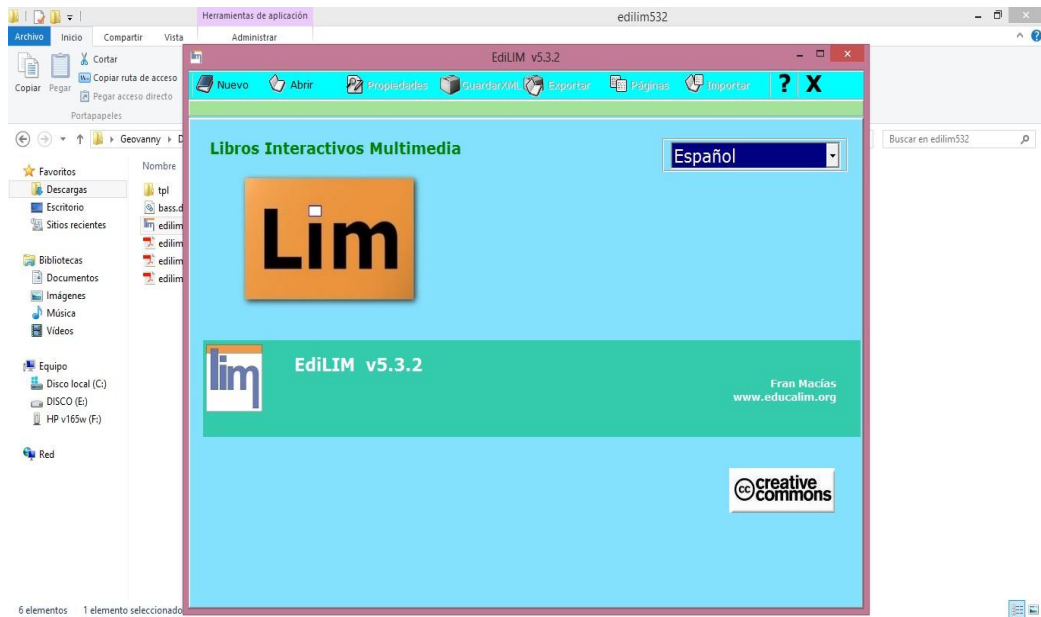 Herramientas de aplicación
edilim532
Archivo Inicio Compartir Vista Administrar
Copiar
Pegar
Cortar
Copiar ruta de acceso
Pegar acceso directo
Portapapeles
Geovanny
Buscar en edilim532
Favoritos
Descargas
Escritorio
Sitios recientes
Bibliotecas
Documentos
Imágenes
Música
Vídeos
Equipo
Disco local (C:)
DISCO (E:)
HP v165w (F:)
Red
Nombre
tpl
bass.d
edilim
edilim
edilim
edilim
6 elementos 1 elemento seleccionado
EdiLIM v5.3.2
Nuevo Abrir Propiedades GuardarXML Exportar Páginas Importar ? X
Libros Interactivos Multimedia
Español
Lim
lim
EdiLIM v5.3.2
Fran Macías
www.educalim.org
cc creative
commons